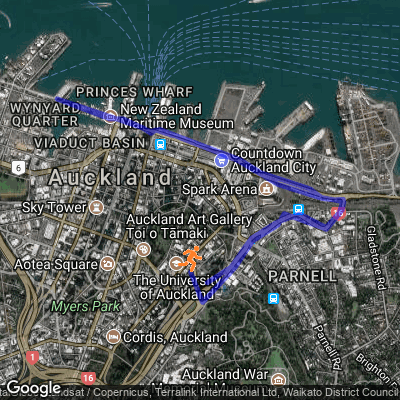 PRINCES WHARF
WYNYARD
QUARTER
New Zealand
Maritime Museum
VIADUCT BASIN
Countdown
Auckland City
6
Auckland
Spark Arena
Sky Tower
Auckland Art Gallery
Toi o Tāmaki
16
Gladstone Rd
Aotea Square
The University
of Auckland
PARNELL
Myers Park
Cordis, Auckland
Parnell Rd
1
16
Auckland War
Brighton
Google
/ Copernicus, Terralink International Ltd, Waikato District Council